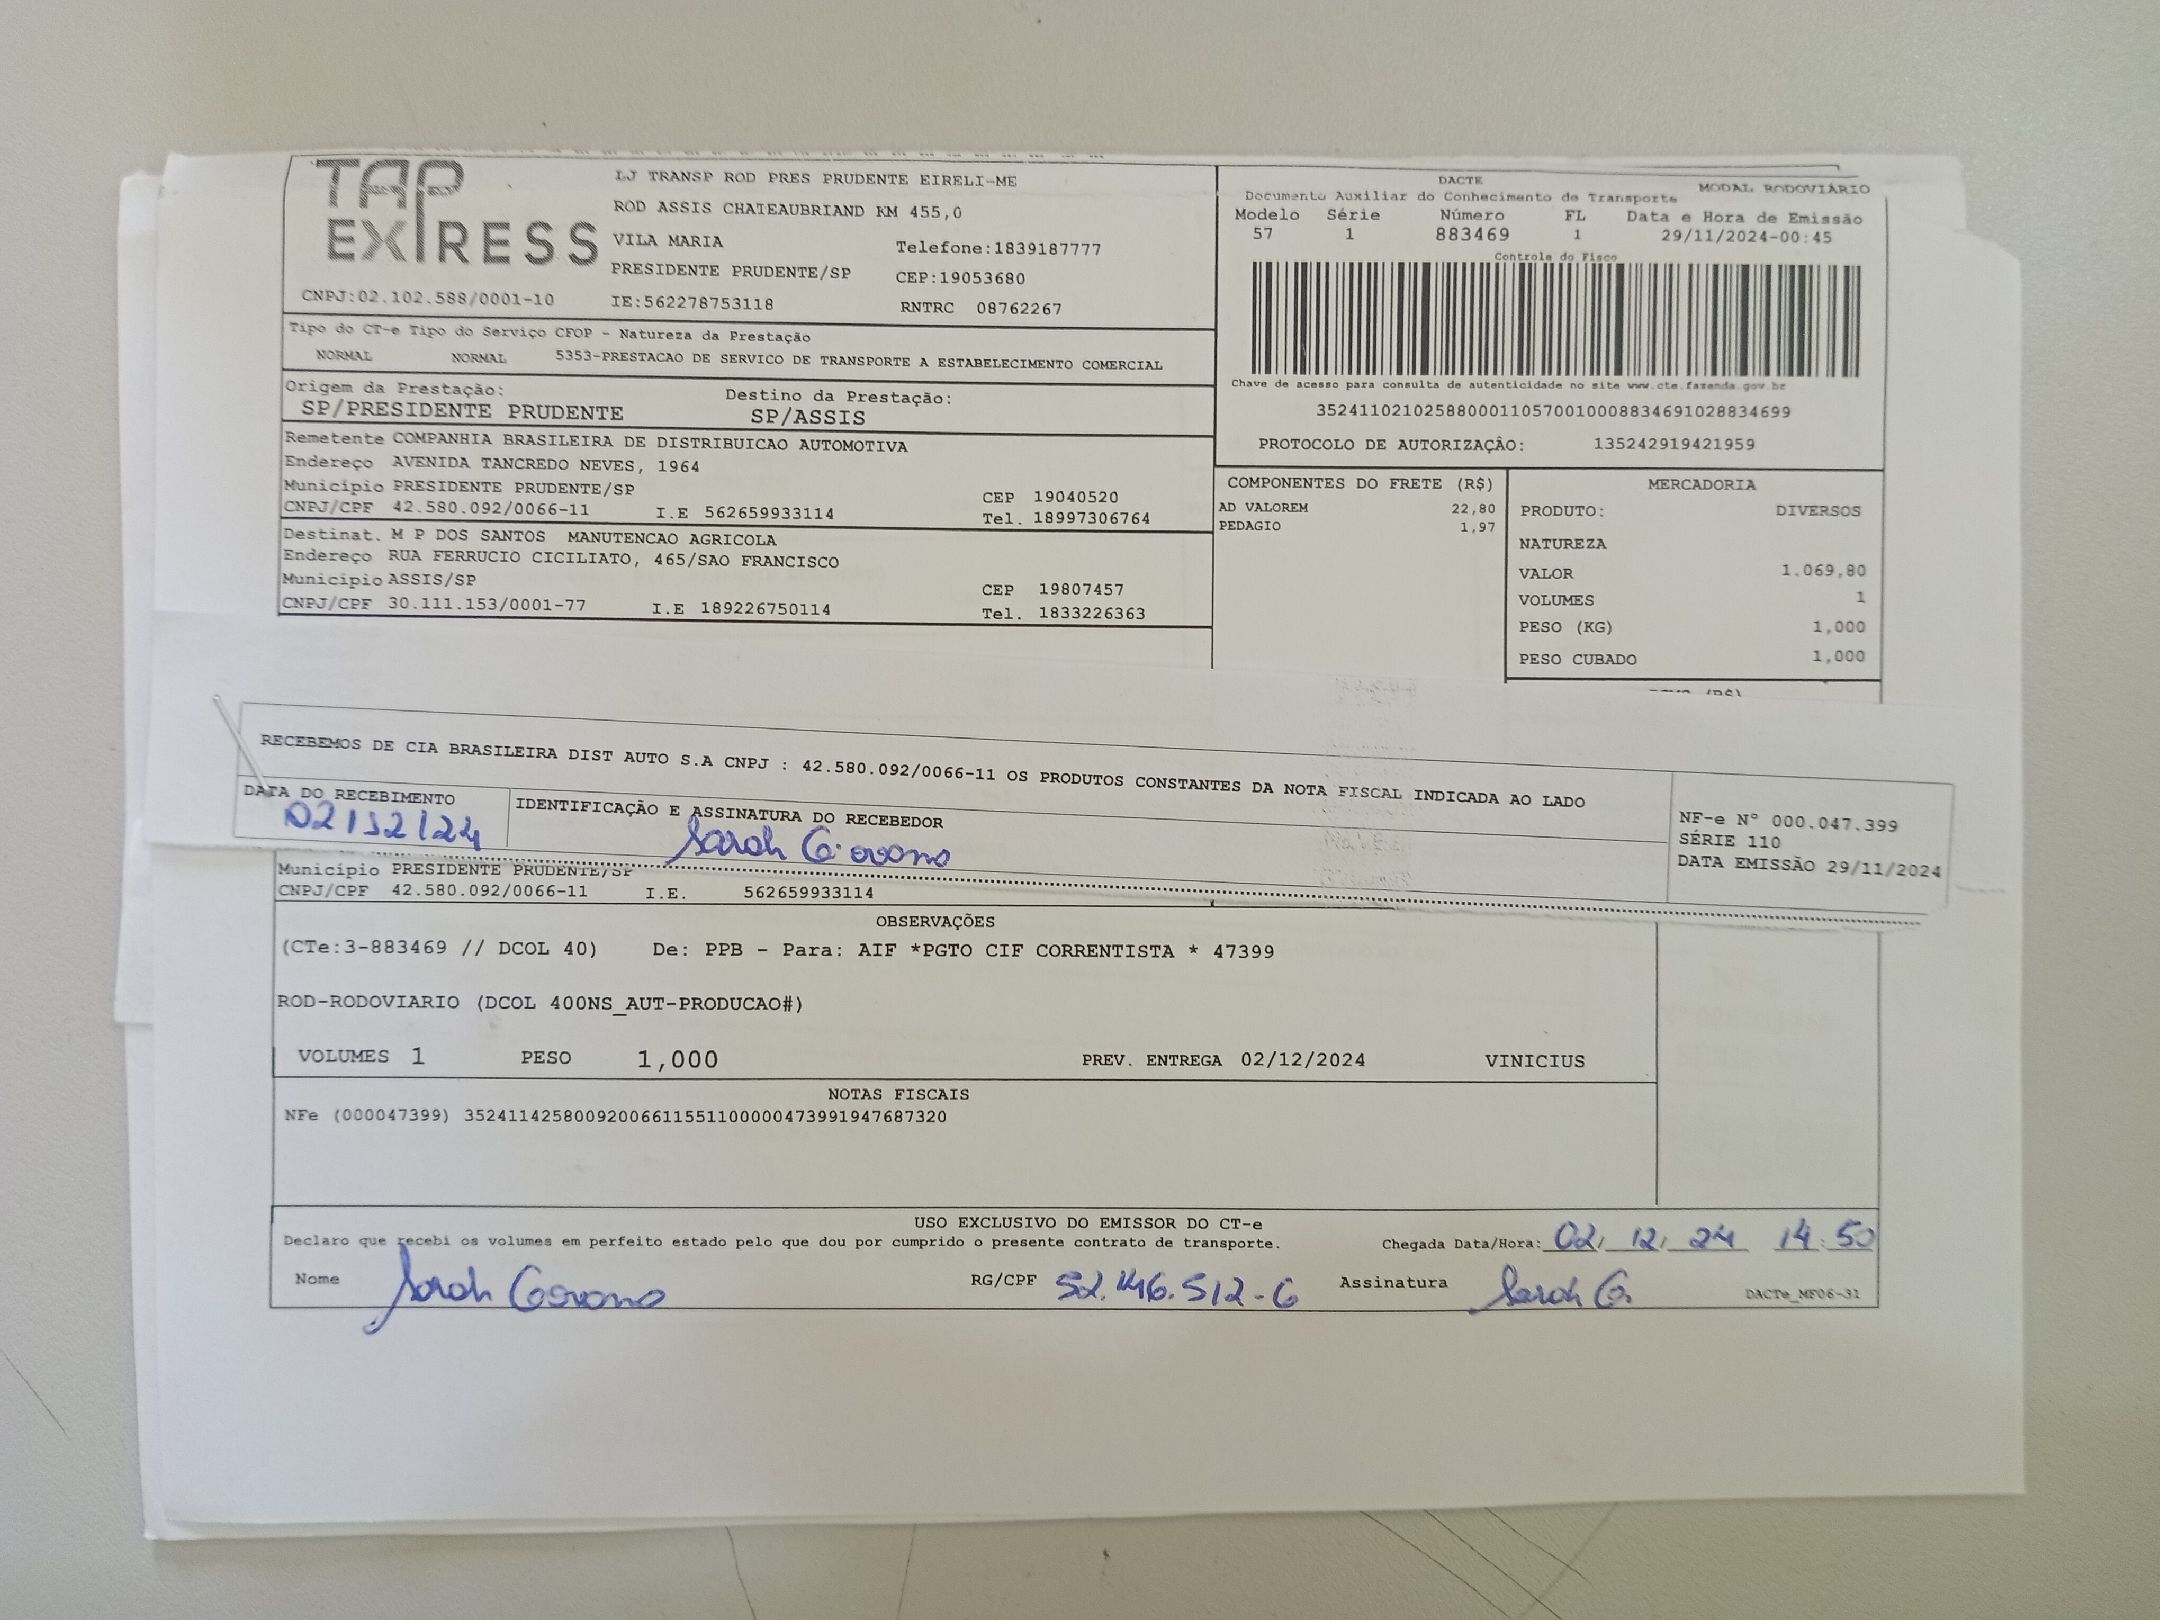 TAP
EXPRESS
LJ TRANSP ROD PRES PRUDENTE EIRELI-ME
ROD ASSIS CHATEAUBRIAND KM 455,0
VILA MARIA Telefone:1839187777
PRESIDENTE PRUDENTE/SP CEP:19053680
CNPJ:02.102.588/0001-10 IE:562278753118 RNTRC 08762267
DACTE
Documento Auxiliar do Conhecimento de Transporte MODAL RODOVIÁRIO
Modelo Série Número FL Data e Hora de Emissão
57 1 883469 1 29/11/2024-00:45
Controle do Fisco
Chave de acesso para consulta de autenticidade no site www.cte.fazenda.gov.br
35241102102588000110570010008834691028834699
PROTOCOLO DE AUTORIZAÇÂO: 135242919421959
Tipo do CT-e Tipo do Serviço CFOP - Natureza da Prestação
NORMAL NORMAL 5353-PRESTACAO DE SERVICO DE TRANSPORTE A ESTABELECIMENTO COMERCIAL
Origem da Prestação: Destino da Prestação:
SP/PRESIDENTE PRUDENTE SP/ASSIS
Remetente COMPANHIA BRASILEIRA DE DISTRIBUICAO AUTOMOTIVA
Endereço AVENIDA TANCREDO NEVES, 1964
Município PRESIDENTE PRUDENTE/SP CEP 19040520
CNPJ/CPF 42.580.092/0066-11 I.E 562659933114 Tel. 18997306764
Destinat. M P DOS SANTOS MANUTENCAO AGRICOLA
Endereço RUA FERRUCIO CICILIATO, 465/SAO FRANCISCO
Município ASSIS/SP CEP 19807457
CNPJ/CPF 30.111.153/0001-77 I.E 189226750114 Tel. 1833226363
COMPONENTES DO FRETE (R$)
AD VALOREM 22,80
PEDAGIO 1,97
MERCADORIA
PRODUTO: DIVERSOS
NATUREZA
VALOR 1.069,80
VOLUMES 1
PESO (KG) 1,000
PESO CUBADO 1,000
RECEBEMOS DE CIA BRASILEIRA DIST AUTO S.A CNPJ : 42.580.092/0066-11 OS PRODUTOS CONSTANTES DA NOTA FISCAL INDICADA AO LADO
DATA DO RECEBIMENTO
02/12/24
IDENTIFICAÇÃO E ASSINATURA DO RECEBEDOR
Sarah
NF-e Nº 000.047.399
SÉRIE 110
DATA EMISSÃO 29/11/2024
Município PRESIDENTE PRUDENTE/SP
CNPJ/CPF 42.580.092/0066-11 I.E. 562659933114
OBSERVAÇÕES
(CTe:3-883469 // DCOL 40) De: PPB - Para: AIF *PGTO CIF CORRENTISTA * 47399
ROD-RODOVIARIO (DCOL 400NS_AUT-PRODUCAO#)
VOLUMES 1 PESO 1,000 PREV. ENTREGA 02/12/2024 VINICIUS
NOTAS FISCAIS
NFe (000047399) 35241142580092006611551100000473991947687320
USO EXCLUSIVO DO EMISSOR DO CT-e
Declaro que recebi os volumes em perfeito estado pelo que dou por cumprido o presente contrato de transporte. Chegada Data/Hora: 02/ 12/ 24 14:50
Nome Sarah RG/CPF 52.146.512-6 Assinatura Sarah G. DACTe_MF06-31